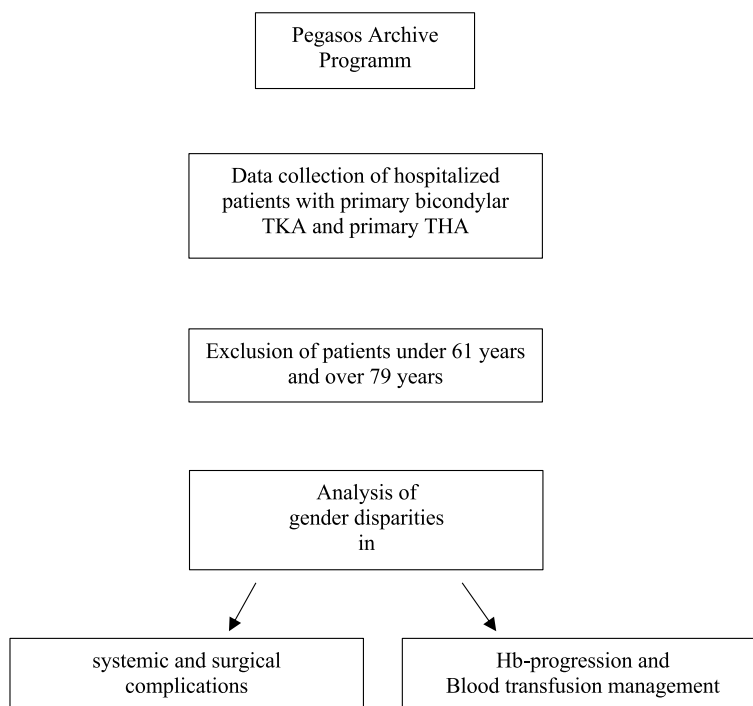 Pegasos Archive
Programm
Data collection of hospitalized
patients with primary bicondylar
TKA and primary THA
Exclusion of patients under 61 years
and over 79 years
Analysis of
gender disparities
in
systemic and surgical
complications
Hb-progression and
Blood transfusion management